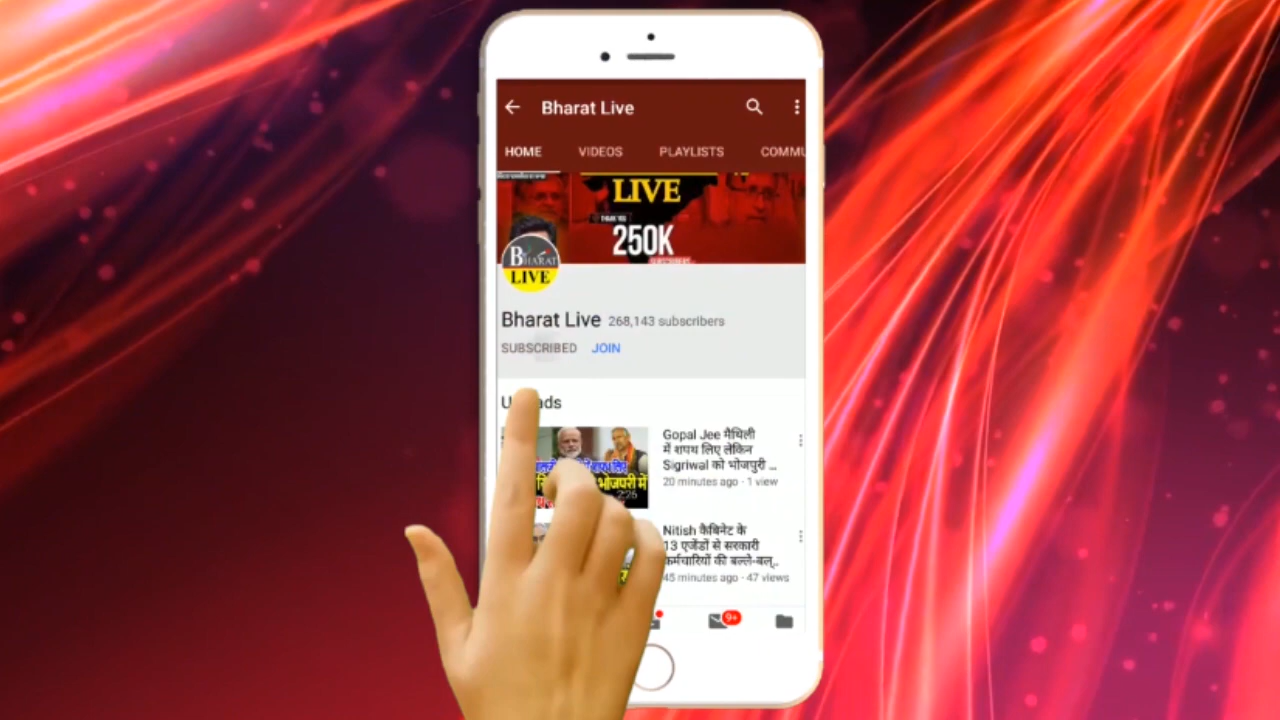 Bharat Live
HOME VIDEOS PLAYLISTS COMMU
LIVE
THANK YOU
250K
SUBSCRIBERS
BHARAT
LIVE
Bharat Live 268,143 subscribers
SUBSCRIBED JOIN
Gopal Jee मैथिली
में शपथ लिए लेकिन
Sigriwal को भोजपुरी ...
20 minutes ago · 1 view
शपथ लिए
भोजपुरी में
2:26
Nitish कैबिनेट के
13 एजेंडों से सरकारी
कर्मचारियों की बल्ले-बल्..
45 minutes ago · 47 views
9+